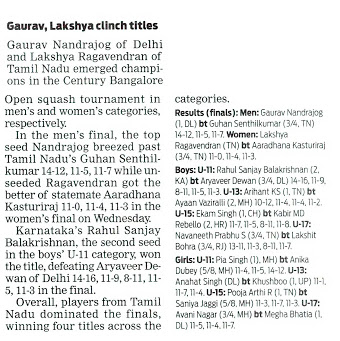 Gaurav, Lakshya clinch titles
Gaurav Nandrajog of Delhi
and Lakshya Ragavendran of
Tamil Nadu emerged champi-
ons in the Century Bangalore
Open squash tournament in
men's and women's categories,
respectively.
In the men's final, the top
seed Nandrajog breezed past
Tamil Nadu's Guhan Senthil-
kumar 14-12, 11-5, 11-7 while un-
seeded Ragavendran got the
better of statemate Aaradhana
Kasturiraj 11-0, 11-4, 11-3 in the
women's final on Wednesday.
Karnataka's Rahul Sanjay
Balakrishnan, the second seed
in the boys' U-11 category, won
the title, defeating Aryaveer De-
wan of Delhi 14-16, 11-9, 8-11, 11-
5, 11-3 in the final.
Overall, players from Tamil
Nadu dominated the finals,
winning four titles across the
categories.
Results (finals): Men: Gaurav Nandrajog
(1, DL) bt Guhan Senthilkumar (3/4, TN)
14-12, 11-5, 11-7. Women: Lakshya
Ragavendran (TN) bt Aaradhana Kasturiraj
(3/4, TN) 11-0, 11-4, 11-3.
Boys: U-11: Rahul Sanjay Balakrishnan (2,
KA) bt Aryaveer Dewan (3/4, DL) 14-16, 11-9,
8-11, 11-5, 11-3. U-13: Arihant KS (1, TN) bt
Ayaan Vaziralli (2, MH) 10-12, 11-4, 11-4, 11-2.
U-15: Ekam Singh (1, CH) bt Kabir MD
Rebello (2, HR) 11-7, 11-5, 8-11, 11-8. U-17:
Navaneeth Prabhu S (3/4, TN) bt Lakshit
Bohra (3/4, RJ) 13-11, 11-3, 8-11, 11-7.
Girls: U-11: Pia Singh (1, MH) bt Anika
Dubey (5/8, MH) 11-4, 11-5, 14-12. U-13:
Anahat Singh (DL) bt Khushboo (1, UP) 11-1,
11-7, 11-4. U-15: Pooja Arthi R (1, TN) bt
Saniya Jaggi (5/8, MH) 11-3, 11-7, 11-3. U-17:
Avani Nagar (3/4, MH) bt Megha Bhatia (1,
DL) 11-5, 11-4, 11-7.